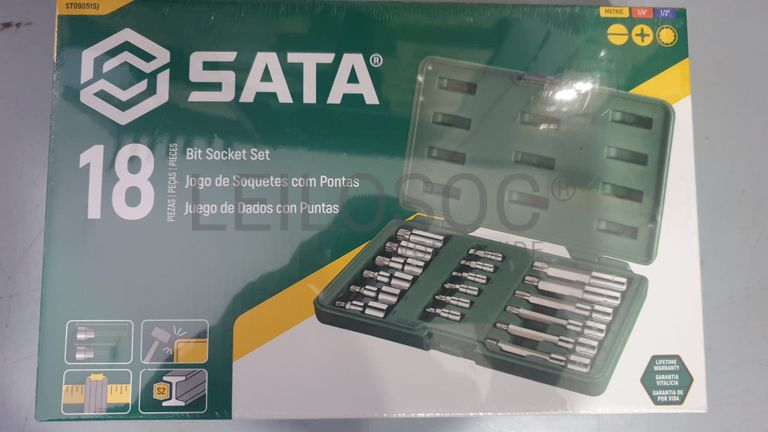 ST09051SJ
METRIC 1/4" 1/2"
SATA®
18
PIEZAS | PEÇAS | PIECES
Bit Socket Set
Jogo de Soquetes com Pontas
Juego de Dados con Puntas
LEILOSOC®
S2
LIFETIME
WARRANTY
GARANTIA
VITALÍCIA
GARANTÍA DE
POR VIDA